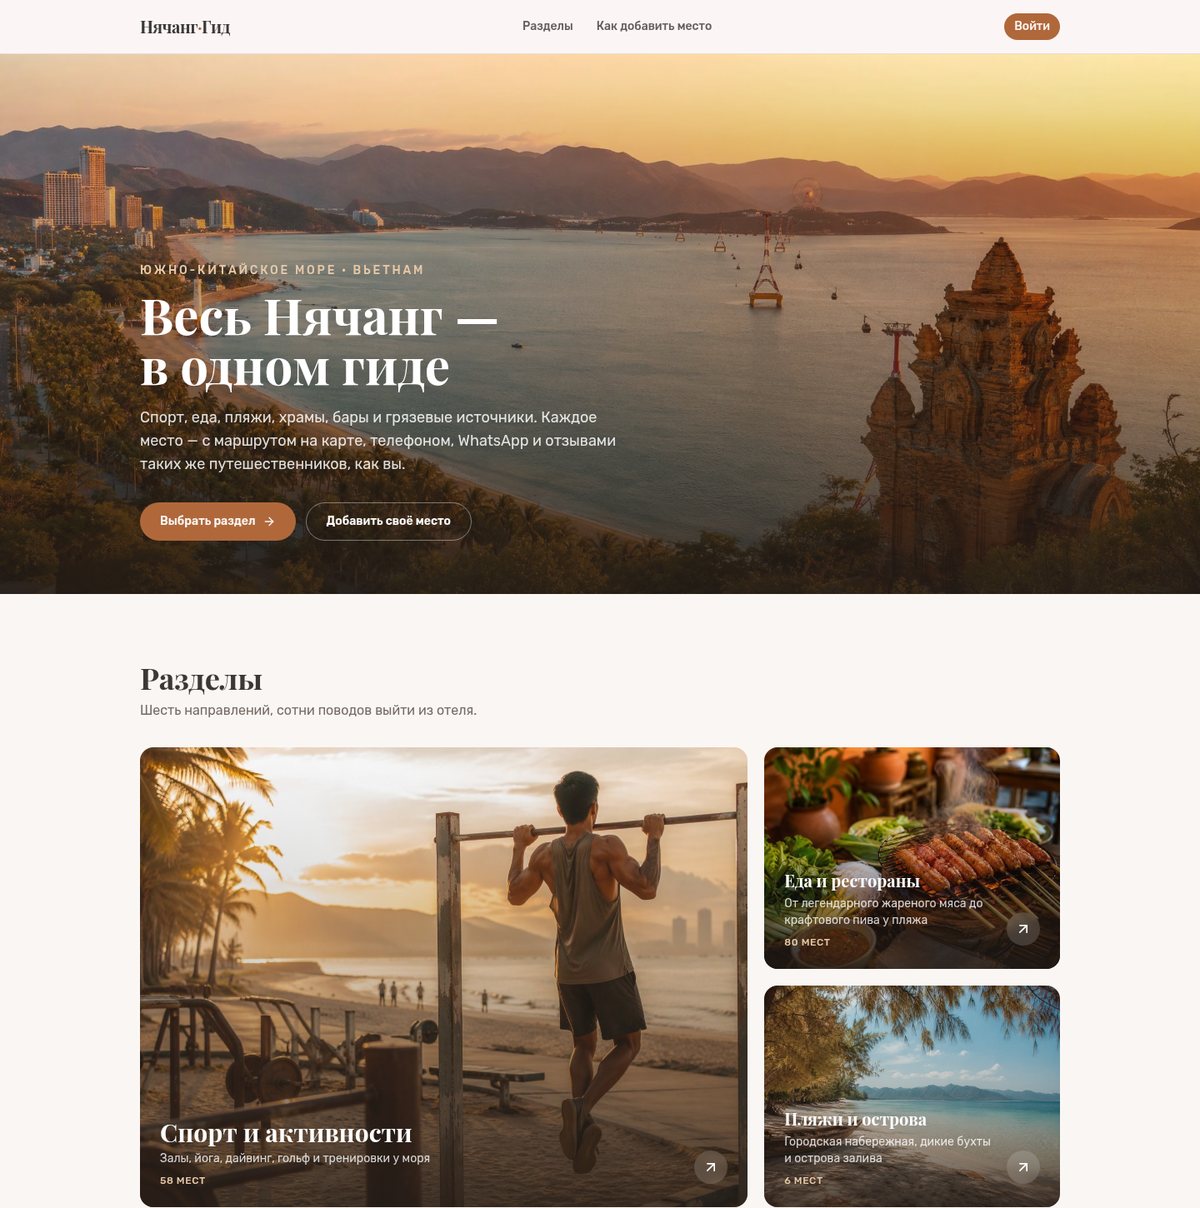 Нячанг·Гид
Разделы
Как добавить место
Войти
ЮЖНО-КИТАЙСКОЕ МОРЕ · ВЬЕТНАМ
Весь Нячанг —
в одном гиде
Спорт, еда, пляжи, храмы, бары и грязевые источники. Каждое
место — с маршрутом на карте, телефоном, WhatsApp и отзывами
таких же путешественников, как вы.
Выбрать раздел →
Добавить своё место
Разделы
Шесть направлений, сотни поводов выйти из отеля.
Спорт и активности
Залы, йога, дайвинг, гольф и тренировки у моря
58 МЕСТ
Еда и рестораны
От легендарного жареного мяса до
крафтового пива у пляжа
80 МЕСТ
Пляжи и острова
Городская набережная, дикие бухты
и острова залива
6 МЕСТ